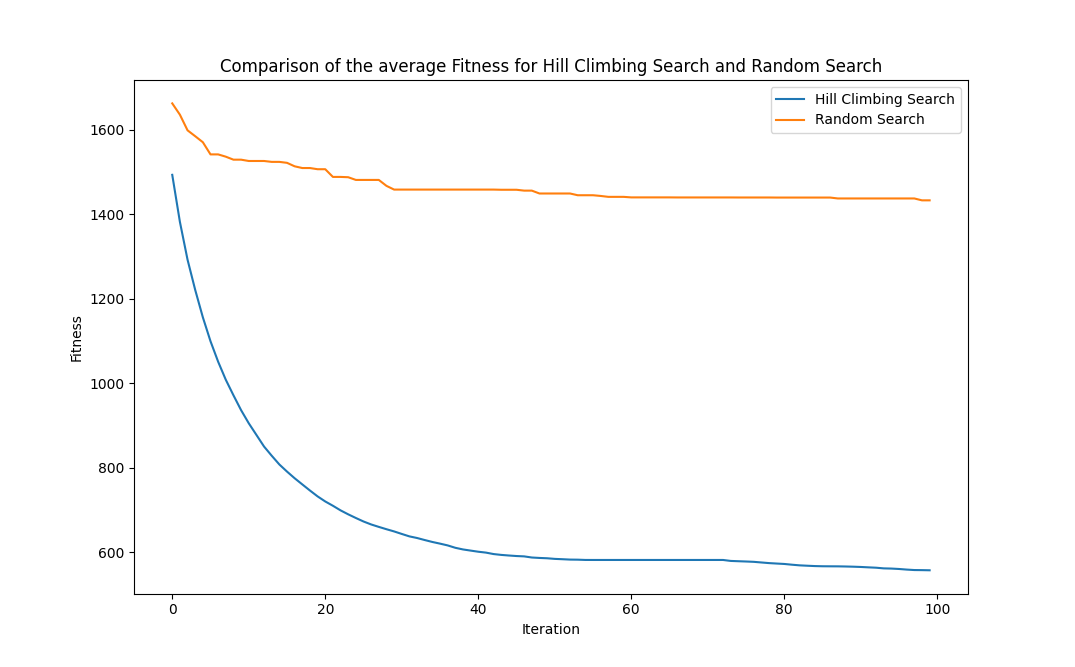 Comparison of the average Fitness for Hill Climbing Search and Random Search
Hill Climbing Search
Random Search
Fitness
1600
1400
1200
1000
800
600
0 20 40 60 80 100
Iteration